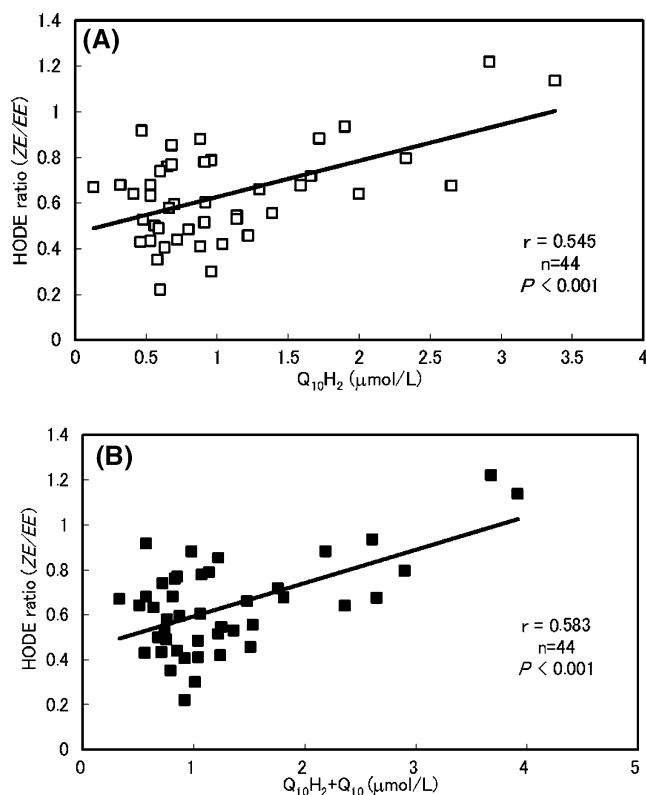 (A)
HODE ratio (ZE/EE)
1.4
1.2
1
0.8
0.6
0.4
0.2
0
r = 0.545
n=44
P < 0.001
0 0.5 1 1.5 2 2.5 3 3.5 4
Q₁₀H₂ (μmol/L)
(B)
HODE ratio (ZE/EE)
1.4
1.2
1
0.8
0.6
0.4
0.2
0
r = 0.583
n=44
P < 0.001
0 1 2 3 4 5
Q₁₀H₂+Q₁₀ (μmol/L)